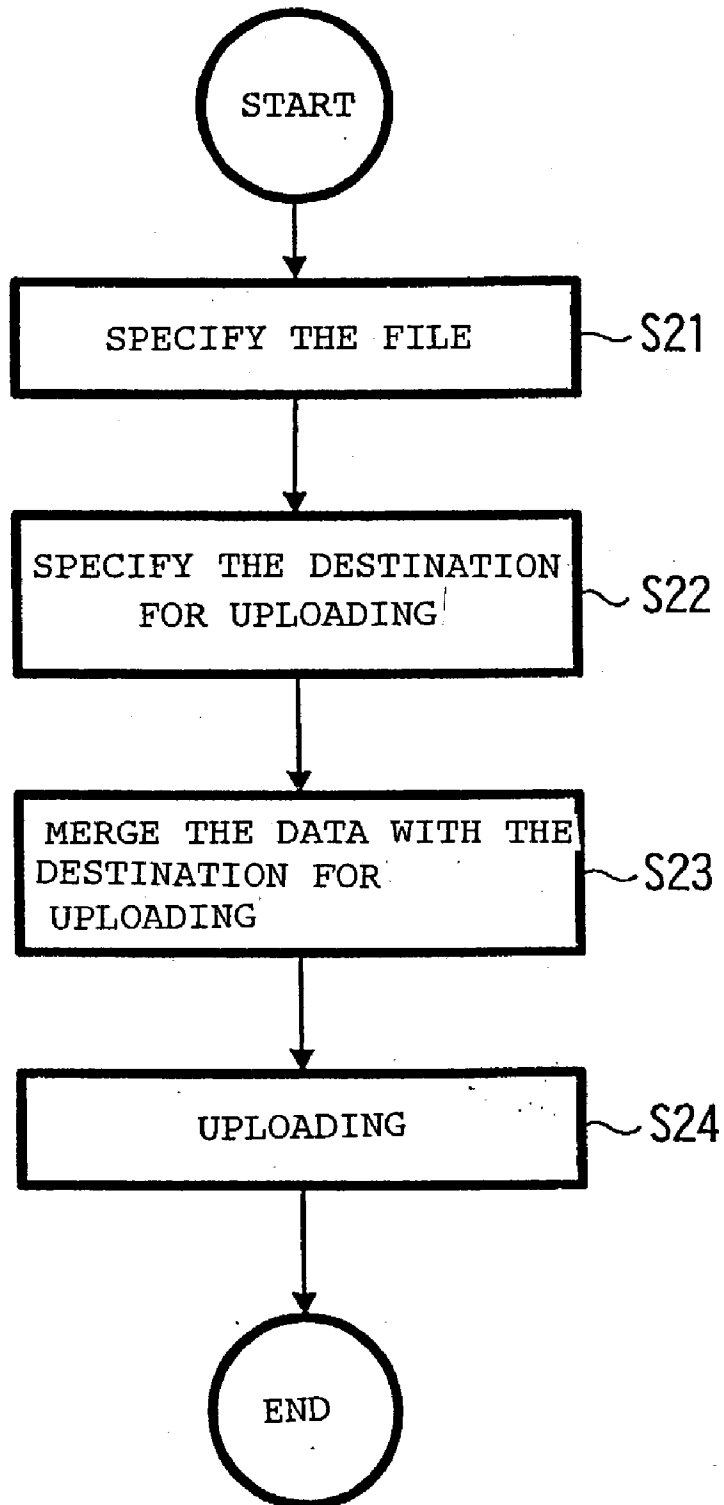 START
SPECIFY THE FILE
S21
SPECIFY THE DESTINATION
FOR UPLOADING
S22
MERGE THE DATA WITH THE
DESTINATION FOR
UPLOADING
S23
UPLOADING
S24
END